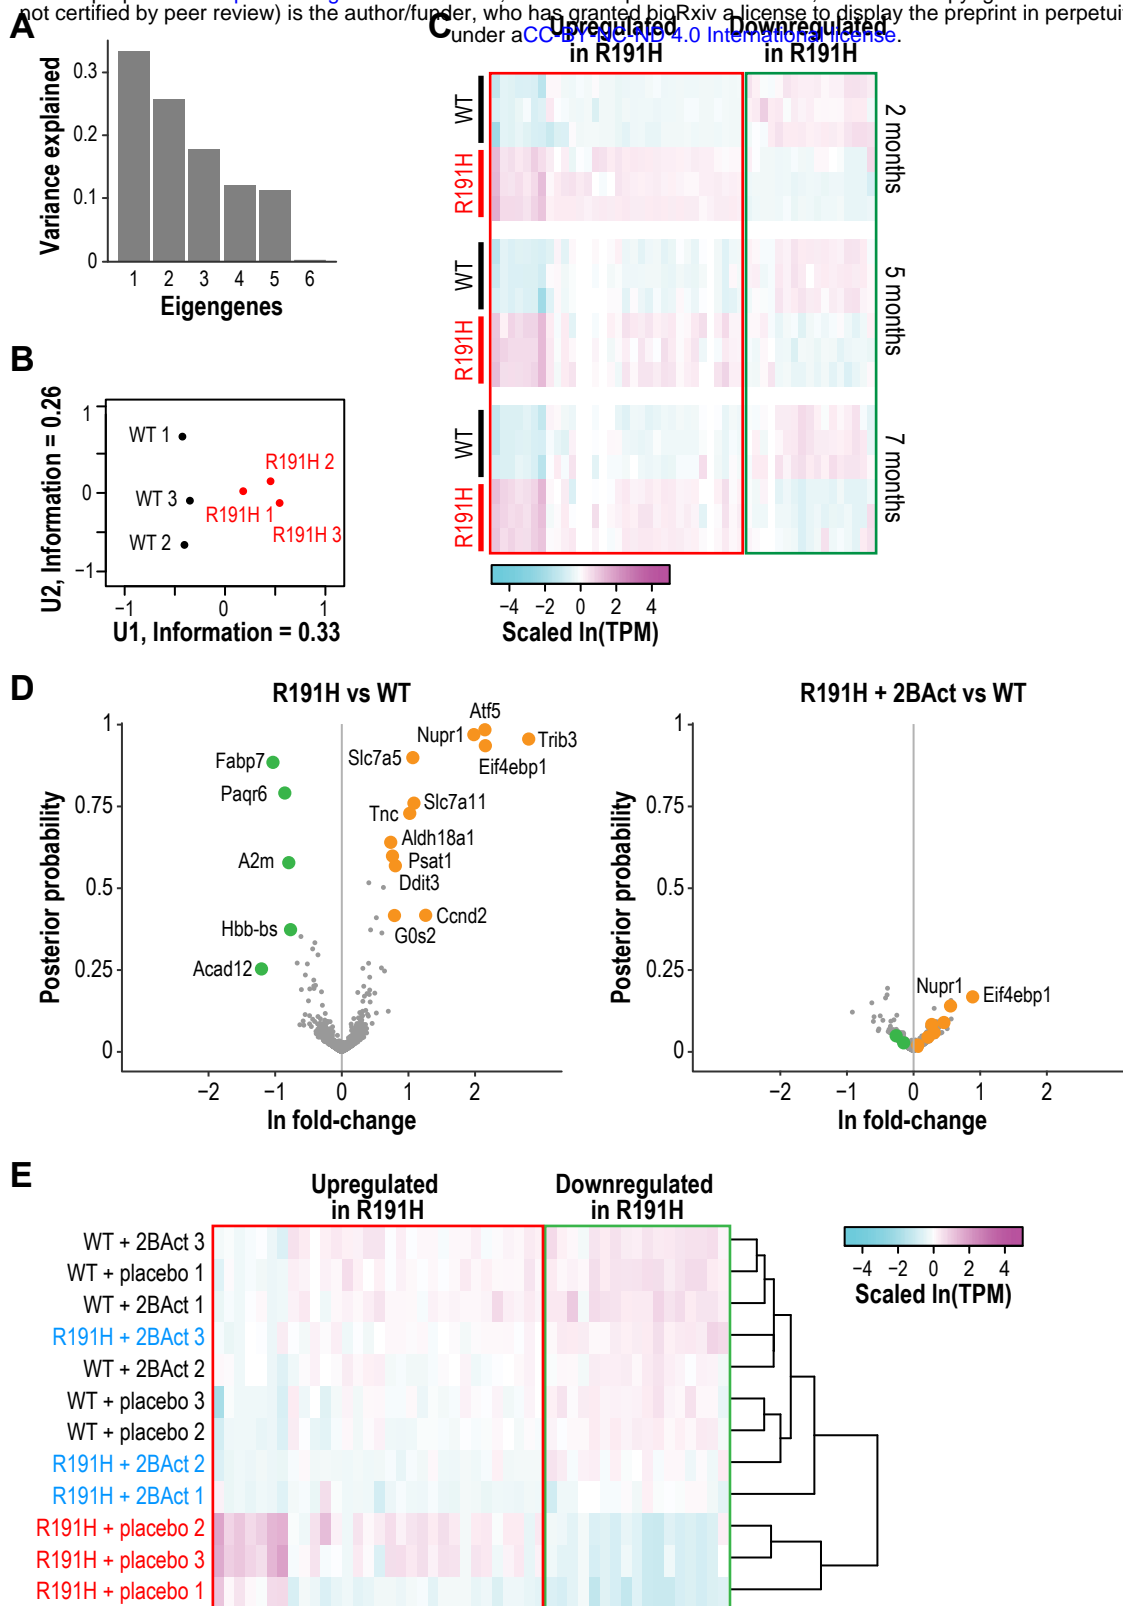 not certified by peer review) is the author/funder, who has granted bioRxiv a license to display the preprint in perpetui
under aCC-BY-NC-ND 4.0 International license.
A
Variance explained
0.3
0.2
0.1
0
1 2 3 4 5 6
Eigengenes
B
U2, Information = 0.26
1
0
−1
WT 1
WT 3
WT 2
R191H 2
R191H 1
R191H 3
−1 0 1
U1, Information = 0.33
C
Upregulated
in R191H
Downregulated
in R191H
WT
R191H
2 months
WT
R191H
5 months
WT
R191H
7 months
−4 −2 0 2 4
Scaled ln(TPM)
D
R191H vs WT
Posterior probability
1
0.75
0.5
0.25
0
Atf5
Nupr1
Trib3
Eif4ebp1
Slc7a5
Fabp7
Paqr6
Slc7a11
Tnc
Aldh18a1
A2m
Psat1
Ddit3
Ccnd2
Hbb-bs
G0s2
Acad12
−2 −1 0 1 2
ln fold-change
R191H + 2BAct vs WT
Posterior probability
1
0.75
0.5
0.25
0
Nupr1
Eif4ebp1
−2 −1 0 1 2
ln fold-change
E
Upregulated
in R191H
Downregulated
in R191H
WT + 2BAct 3
WT + placebo 1
WT + 2BAct 1
R191H + 2BAct 3
WT + 2BAct 2
WT + placebo 3
WT + placebo 2
R191H + 2BAct 2
R191H + 2BAct 1
R191H + placebo 2
R191H + placebo 3
R191H + placebo 1
−4 −2 0 2 4
Scaled ln(TPM)